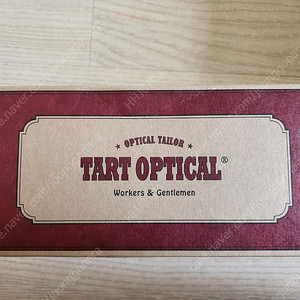 ★ OPTICAL TAILOR ★
TART OPTICAL®
Workers & Gentlemen